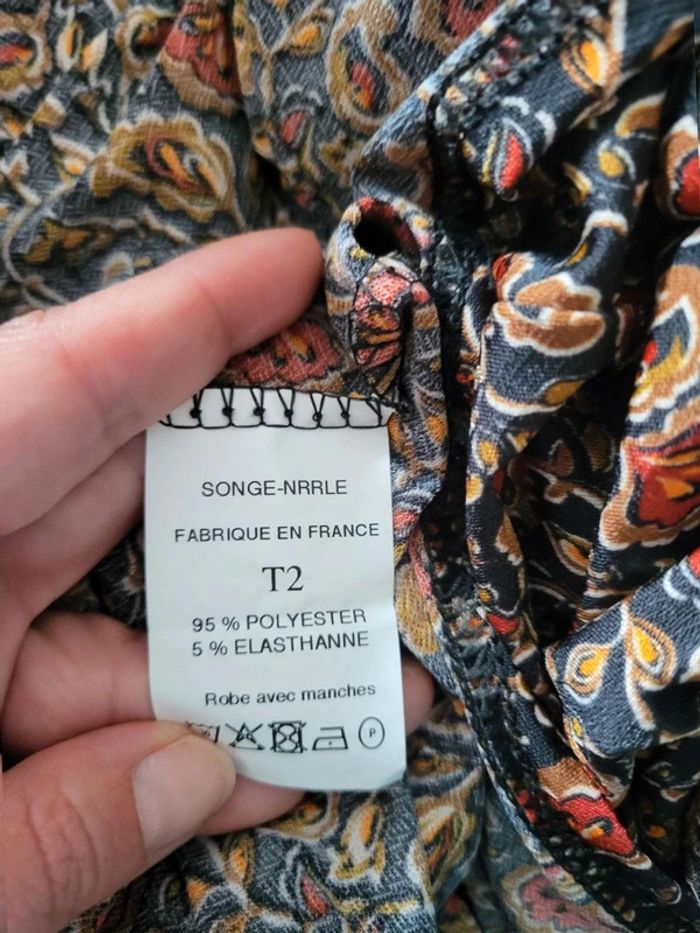 SONGE-NRRLE
FABRIQUE EN FRANCE
T2
95 % POLYESTER
5 % ELASTHANNE
Robe avec manches
P